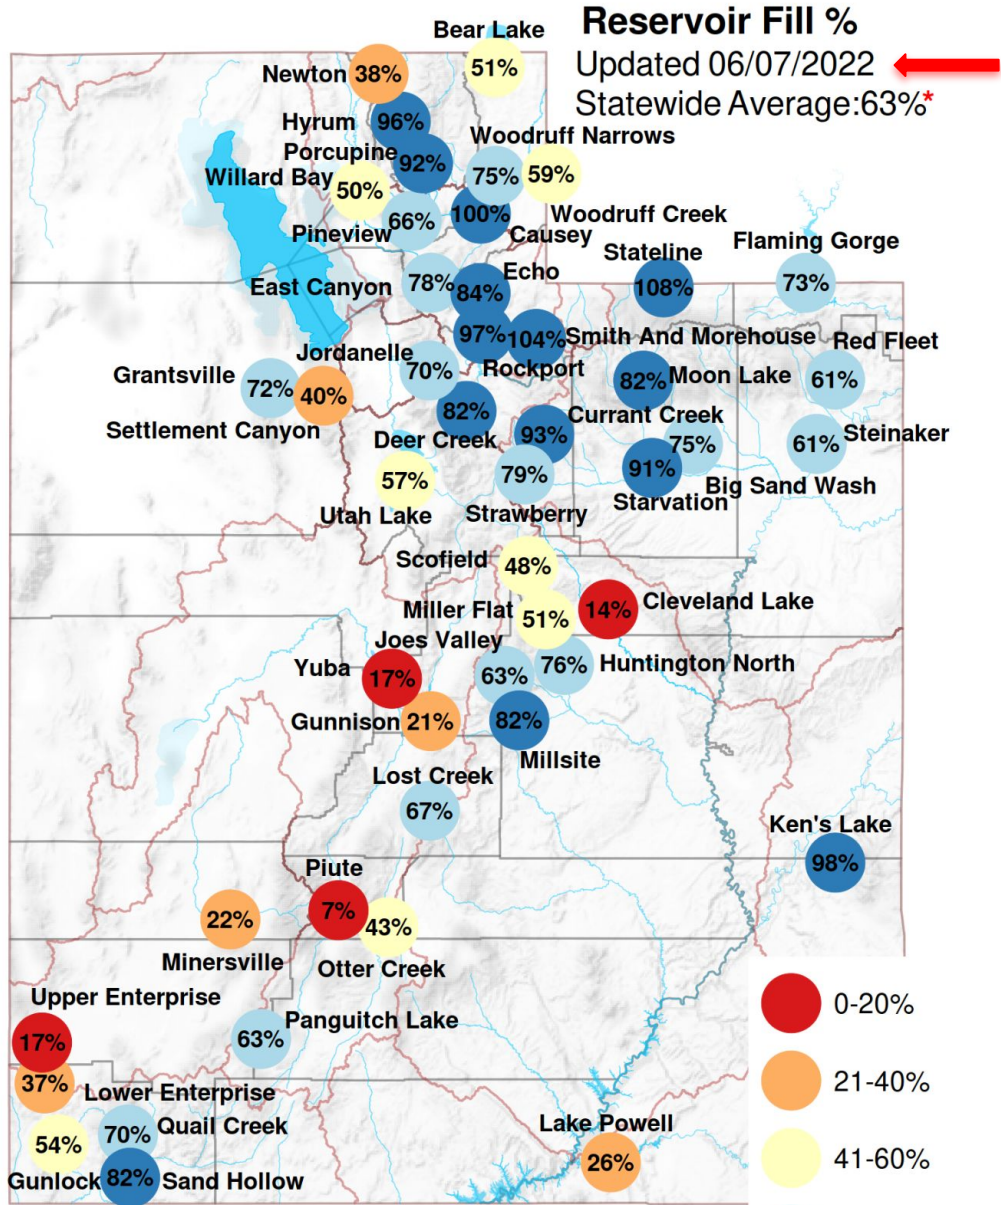 Reservoir Fill %
Updated 06/07/2022
Statewide Average:63%*
Bear Lake
51%
Newton
38%
Hyrum
96%
Porcupine
92%
Woodruff Narrows
75%
59%
Woodruff Creek
Willard Bay
50%
Pineview
66%
100%
Causey
Stateline
108%
Flaming Gorge
73%
East Canyon
78%
Echo
84%
97%
Rockport
104%
Smith And Morehouse
Jordanelle
70%
Grantsville
72%
40%
Settlement Canyon
82%
Moon Lake
Red Fleet
61%
82%
Deer Creek
Currant Creek
93%
75%
Big Sand Wash
61%
Steinaker
57%
Utah Lake
79%
Strawberry
91%
Starvation
Scofield
48%
Miller Flat
51%
14%
Cleveland Lake
Joes Valley
63%
76%
Huntington North
Yuba
17%
Gunnison
21%
82%
Millsite
Lost Creek
67%
Ken's Lake
98%
Piute
7%
43%
Otter Creek
22%
Minersville
Upper Enterprise
17%
Panguitch Lake
63%
37%
Lower Enterprise
54%
Gunlock
70%
Quail Creek
82%
Sand Hollow
Lake Powell
26%
0-20%
21-40%
41-60%